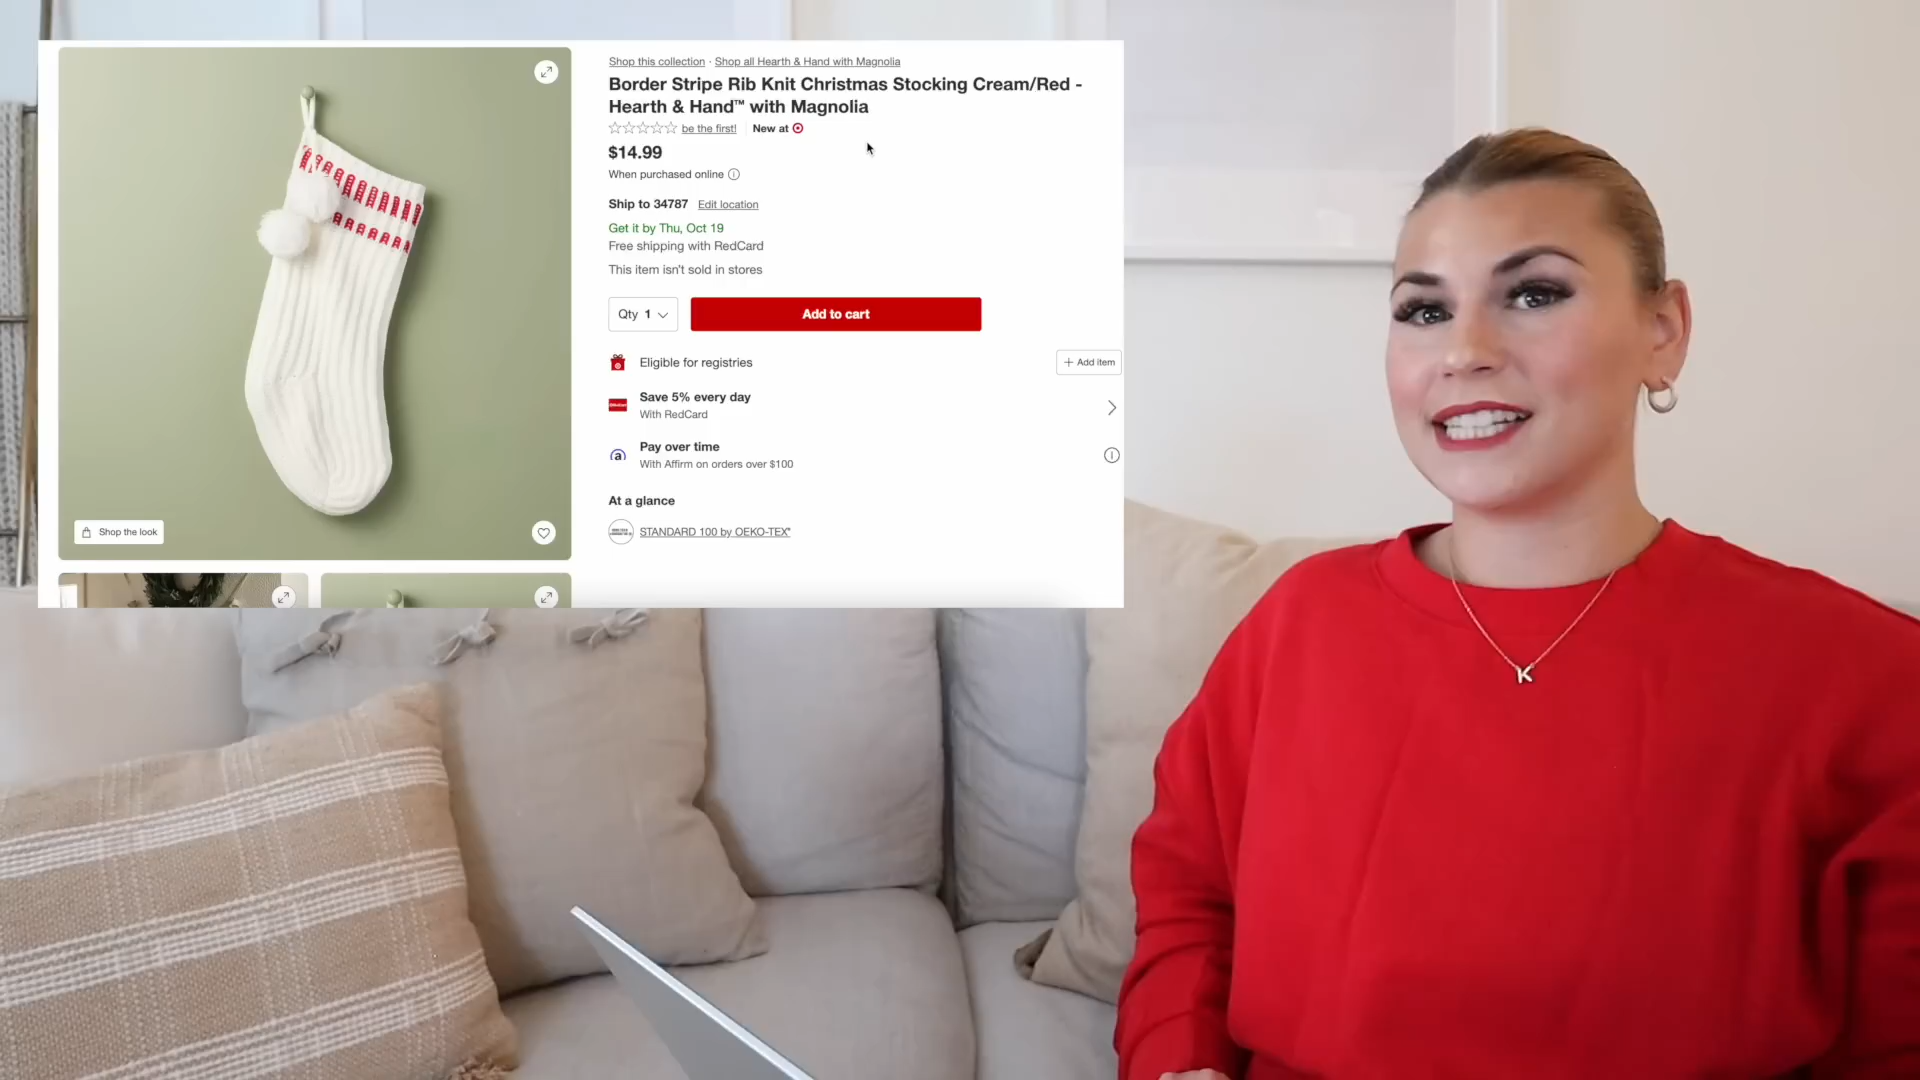 Shop this collection · Shop all Hearth & Hand with Magnolia
Border Stripe Rib Knit Christmas Stocking Cream/Red -
Hearth & Hand™ with Magnolia
be the first! New at
$14.99
When purchased online
Ship to 34787 Edit location
Get it by Thu, Oct 19
Free shipping with RedCard
This item isn't sold in stores
Qty 1 Add to cart
Eligible for registries + Add item
Save 5% every day
With RedCard
Pay over time
With Affirm on orders over $100
At a glance
STANDARD 100 by OEKO-TEX®
Shop the look
K